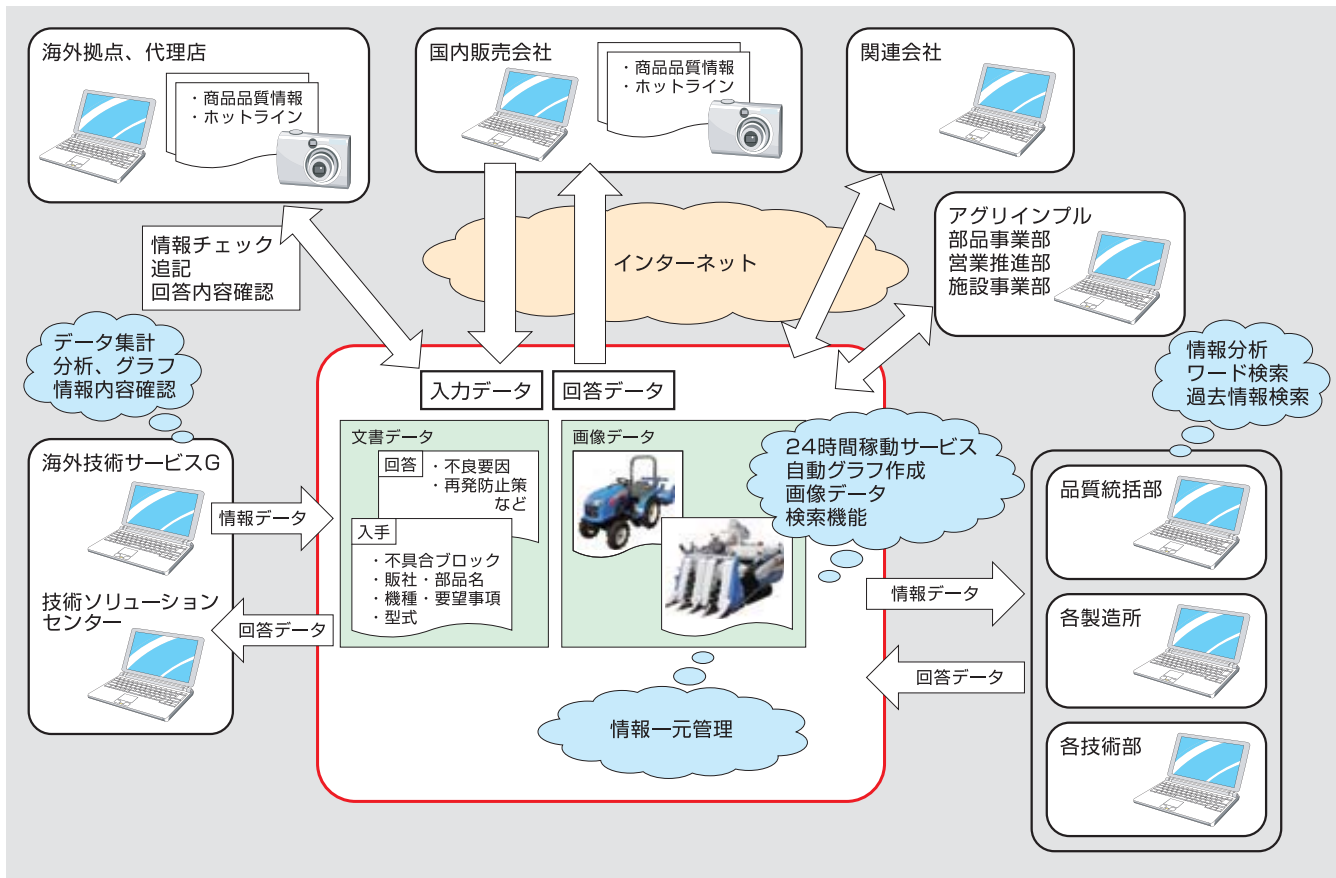 海外拠点、代理店
・商品品質情報
・ホットライン
国内販売会社
・商品品質情報
・ホットライン
関連会社
アグリインプル
部品事業部
営業推進部
施設事業部
情報チェック
追記
回答内容確認
インターネット
データ集計
分析、グラフ
情報内容確認
情報分析
ワード検索
過去情報検索
入力データ
回答データ
文書データ
回答
・不良要因
・再発防止策
など
入手
・不具合ブロック
・販社・部品名
・機種・要望事項
・型式
画像データ
24時間稼動サービス
自動グラフ作成
画像データ
検索機能
海外技術サービスG
技術ソリューション
センター
情報データ
回答データ
情報データ
回答データ
品質統括部
各製造所
各技術部
情報一元管理